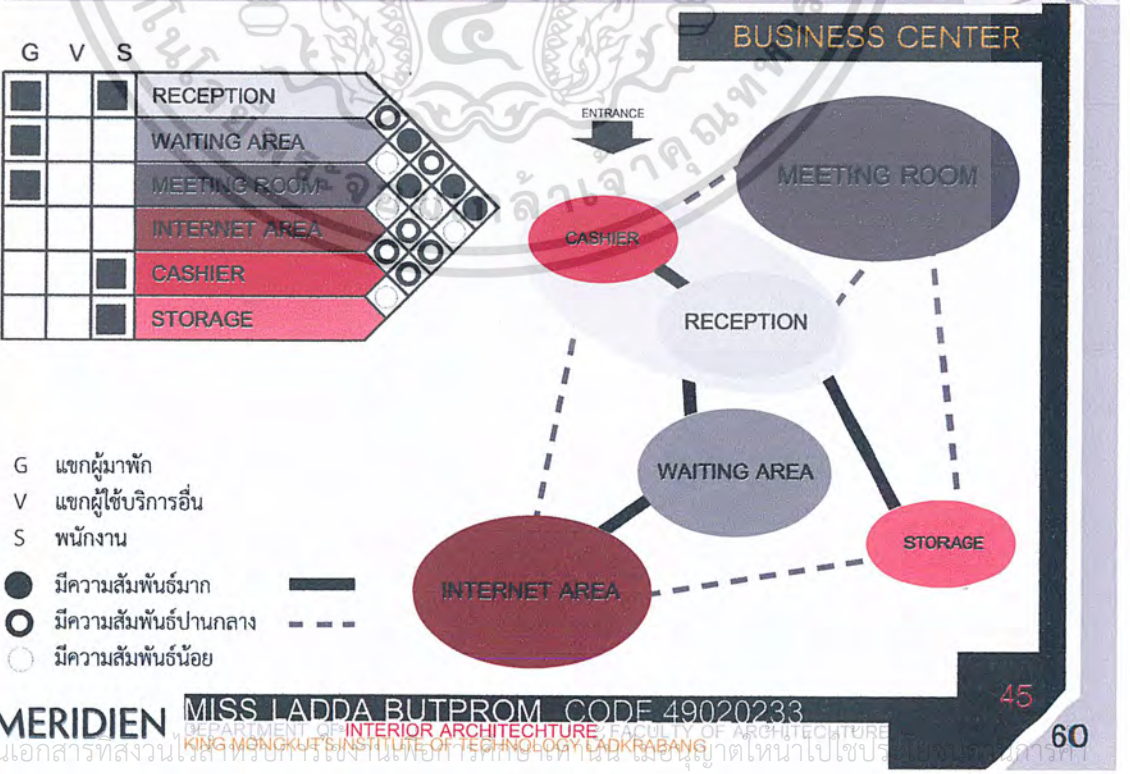 BUSINESS CENTER
G V S
RECEPTION
WAITING AREA
MEETING ROOM
INTERNET AREA
CASHIER
STORAGE
ENTRANCE
MEETING ROOM
CASHIER
RECEPTION
WAITING AREA
STORAGE
INTERNET AREA
G แขกผู้มาพัก
V แขกผู้ใช้บริการอื่น
S พนักงาน
มีความสัมพันธ์มาก
มีความสัมพันธ์ปานกลาง
มีความสัมพันธ์น้อย
45
MERIDIEN
MISS LADDA BUTPROM CODE 49020233
DEPARTMENT OF INTERIOR ARCHITECHTURE FACULTY OF ARCHITECTURE
KING MONGKUT'S INSTITUTE OF TECHNOLOGY LADKRABANG
60